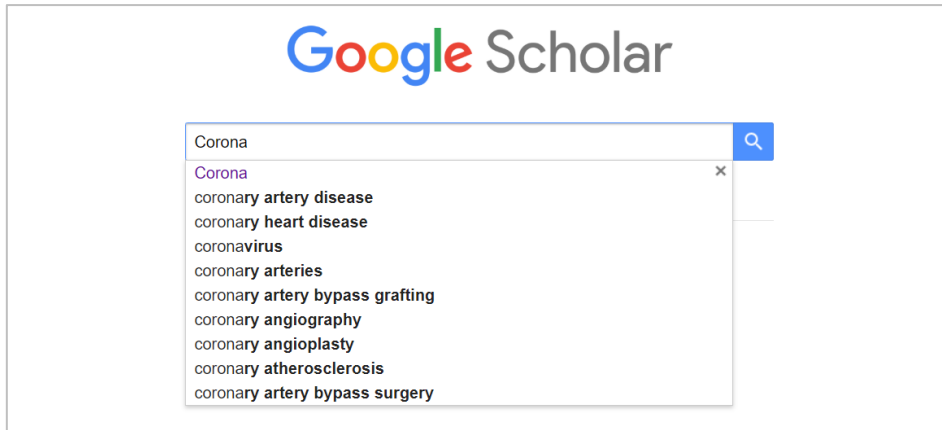 Google Scholar
Corona
Corona
coronary artery disease
coronary heart disease
coronavirus
coronary arteries
coronary artery bypass grafting
coronary angiography
coronary angioplasty
coronary atherosclerosis
coronary artery bypass surgery